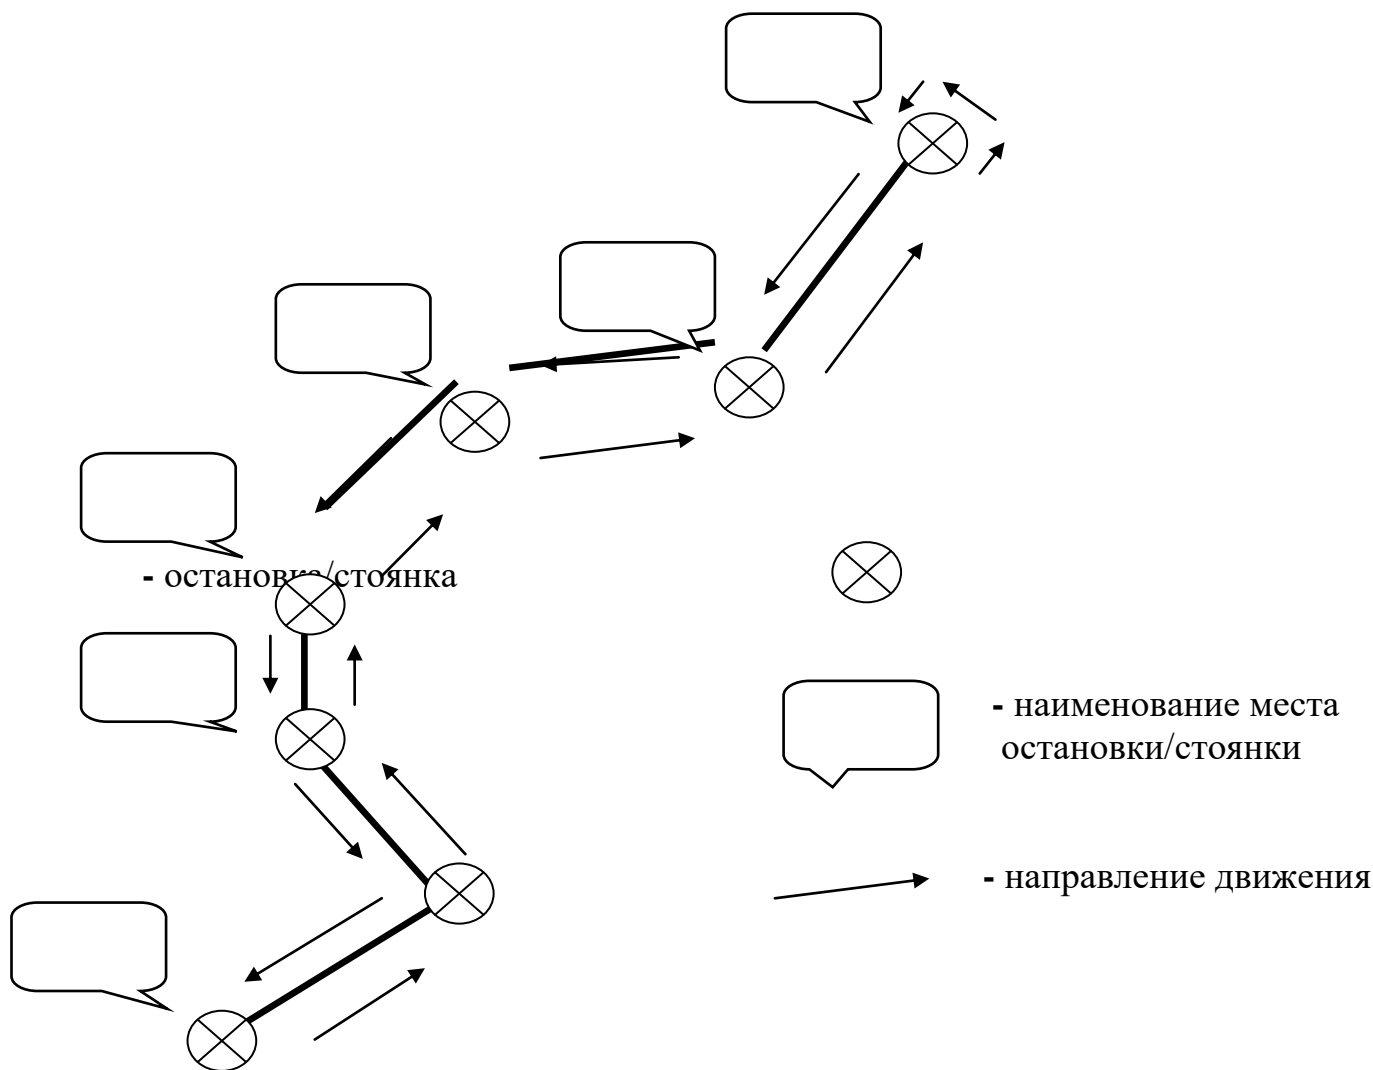 - остановка/стоянка
- наименование места
остановки/стоянки
- направление движения